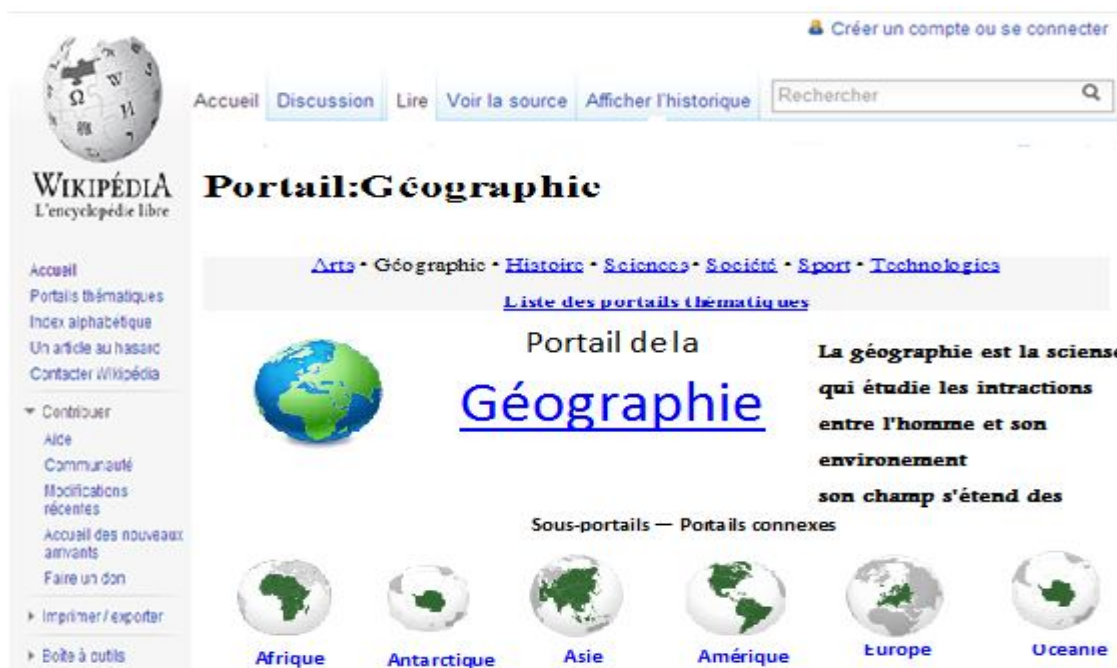 Créer un compte ou se connecter
Accueil Discussion Lire Voir la source Afficher l'historique Rechercher
WIKIPÉDIA
L'encyclopédie libre
Portail:Géographie
Accueil
Portails thématiques
Index alphabétique
Un article au hasard
Contacter Wikipédia
Contribuer
Aide
Communauté
Modifications
récentes
Accueil des nouveaux
arrivants
Faire un don
Imprimer / exporter
Boîte à outils
Arts • Géographie • Histoire • Sciences • Société • Sport • Technologies
Liste des portails thématiques
Portail de la
Géographie
La géographie est la sciense
qui étudie les intractions
entre l'homme et son
environement
son champ s'étend des
Sous-portails — Portails connexes
Afrique Antarctique Asie Amérique Europe Océanie